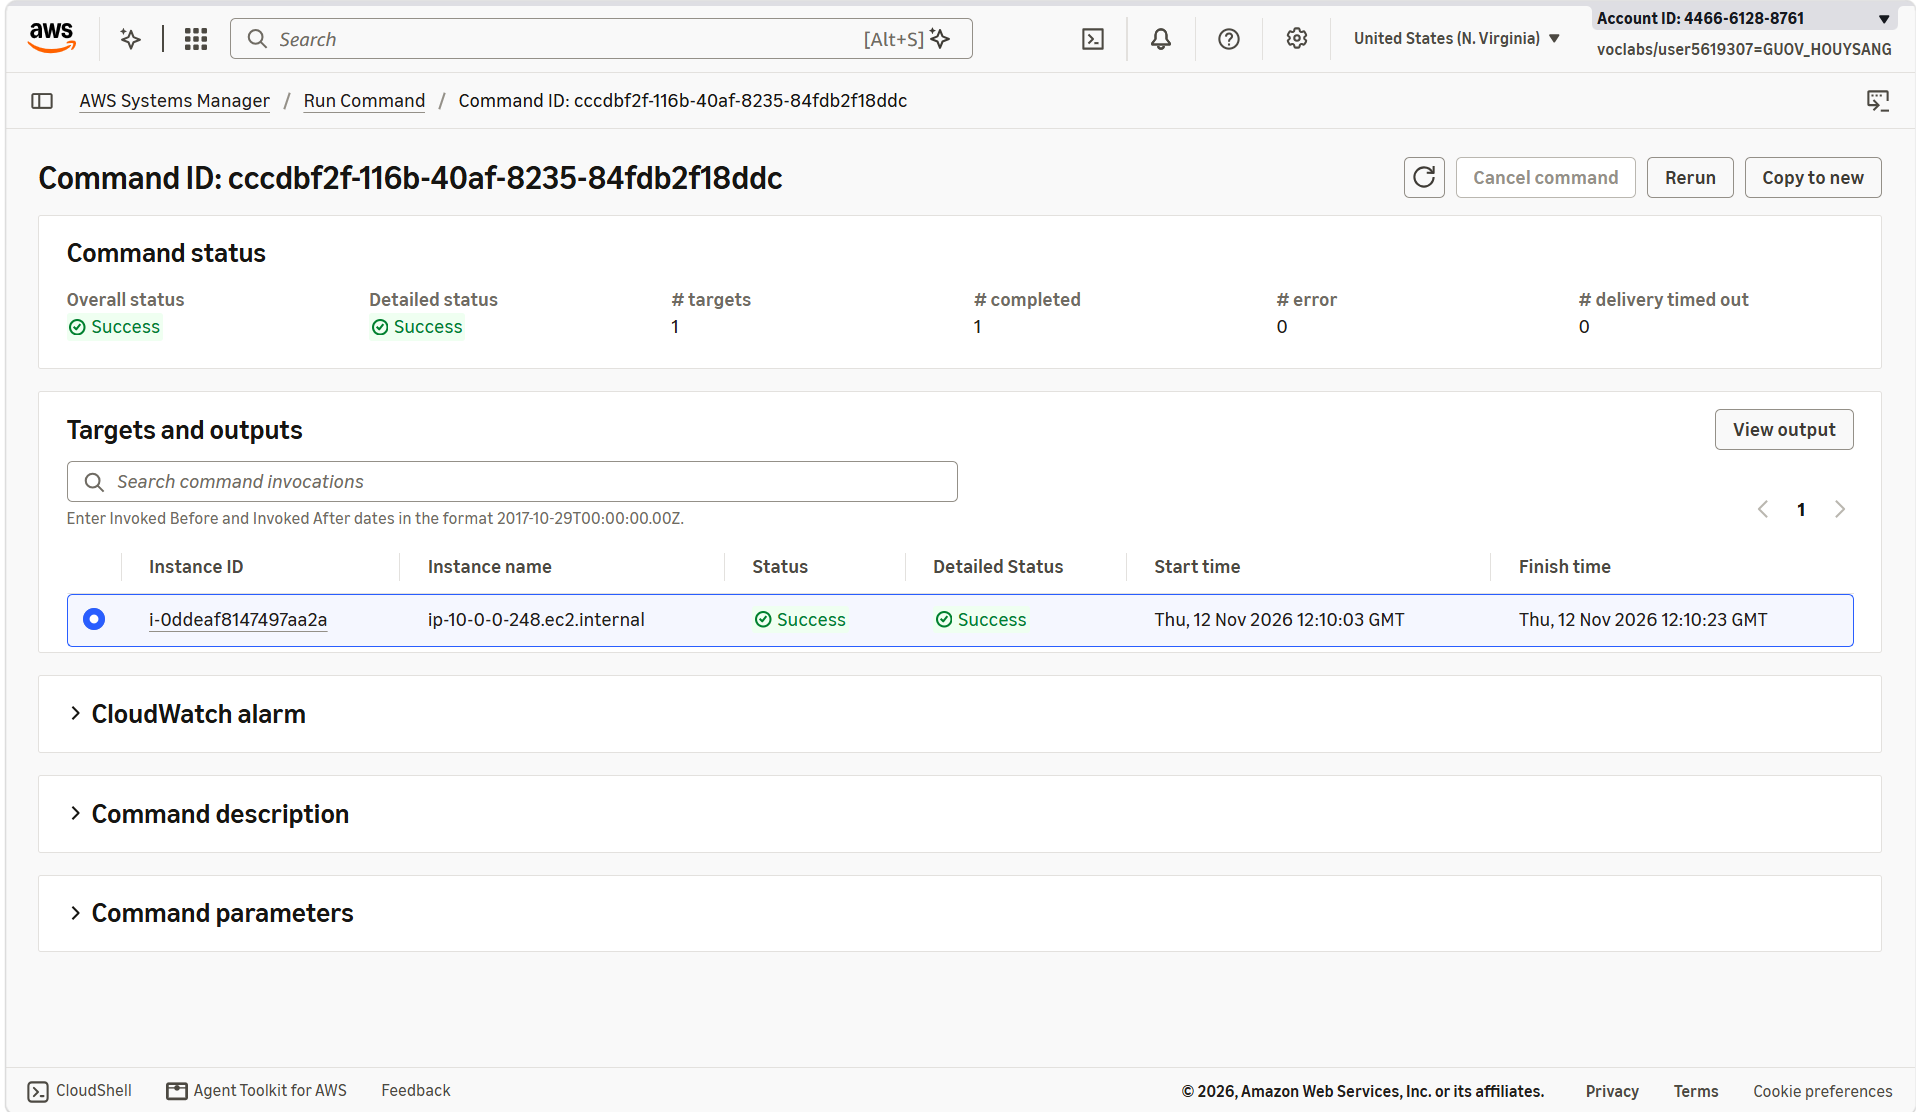 aws
Search [Alt+S]
United States (N. Virginia)
Account ID: 4466-6128-8761
voclabs/user5619307=GUOV_HOUYSANG
AWS Systems Manager / Run Command / Command ID: cccdbf2f-116b-40af-8235-84fdb2f18ddc
Command ID: cccdbf2f-116b-40af-8235-84fdb2f18ddc
Cancel command
Rerun
Copy to new
Command status
Overall status
Success
Detailed status
Success
# targets
1
# completed
1
# error
0
# delivery timed out
0
Targets and outputs
View output
Search command invocations
Enter Invoked Before and Invoked After dates in the format 2017-10-29T00:00:00.00Z.
1
Instance ID Instance name Status Detailed Status Start time Finish time
i-0ddeaf8147497aa2a ip-10-0-0-248.ec2.internal Success Success Thu, 12 Nov 2026 12:10:03 GMT Thu, 12 Nov 2026 12:10:23 GMT
CloudWatch alarm
Command description
Command parameters
CloudShell Agent Toolkit for AWS Feedback © 2026, Amazon Web Services, Inc. or its affiliates. Privacy Terms Cookie preferences